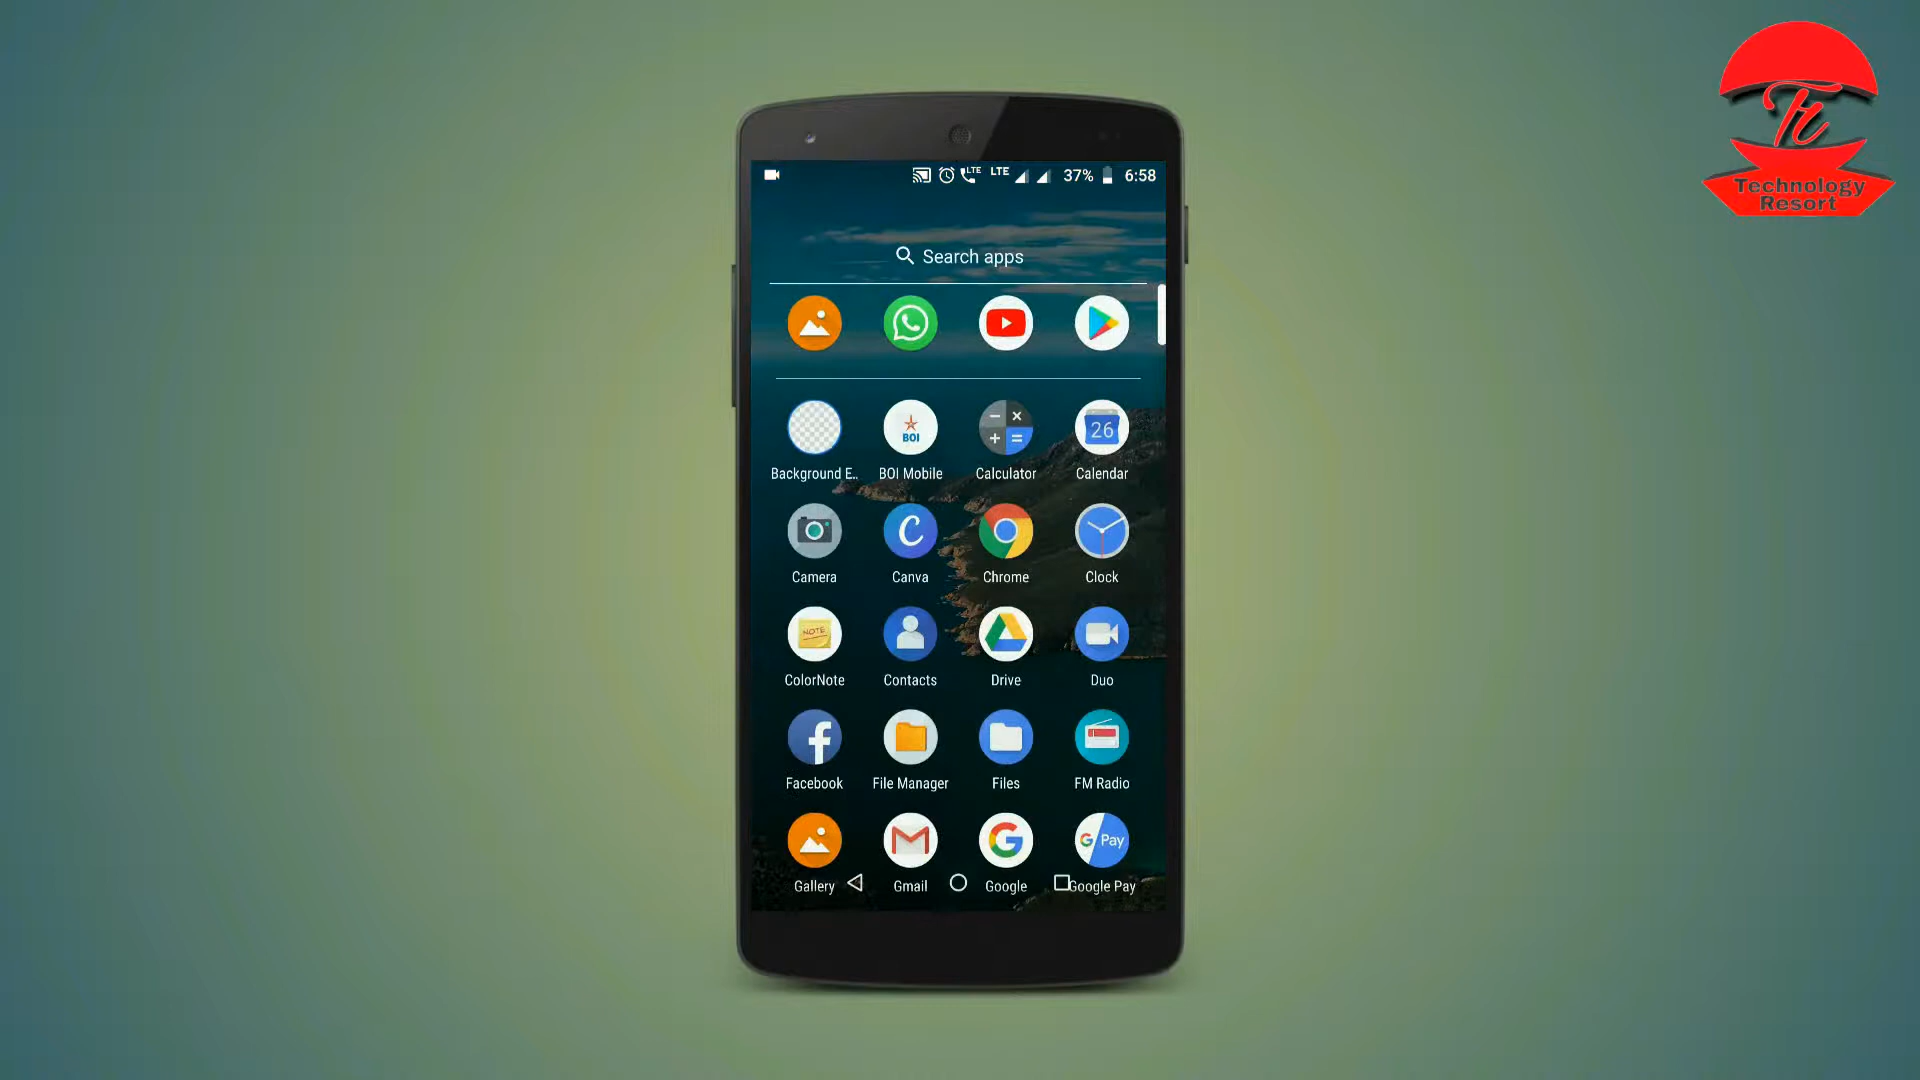 LTE LTE 37% 6:58
Search apps
BOI
26
Background E.. BOI Mobile Calculator Calendar
Camera Canva Chrome Clock
NOTE
ColorNote Contacts Drive Duo
Facebook File Manager Files FM Radio
G Pay
Gallery Gmail Google Google Pay
Technology
Resort